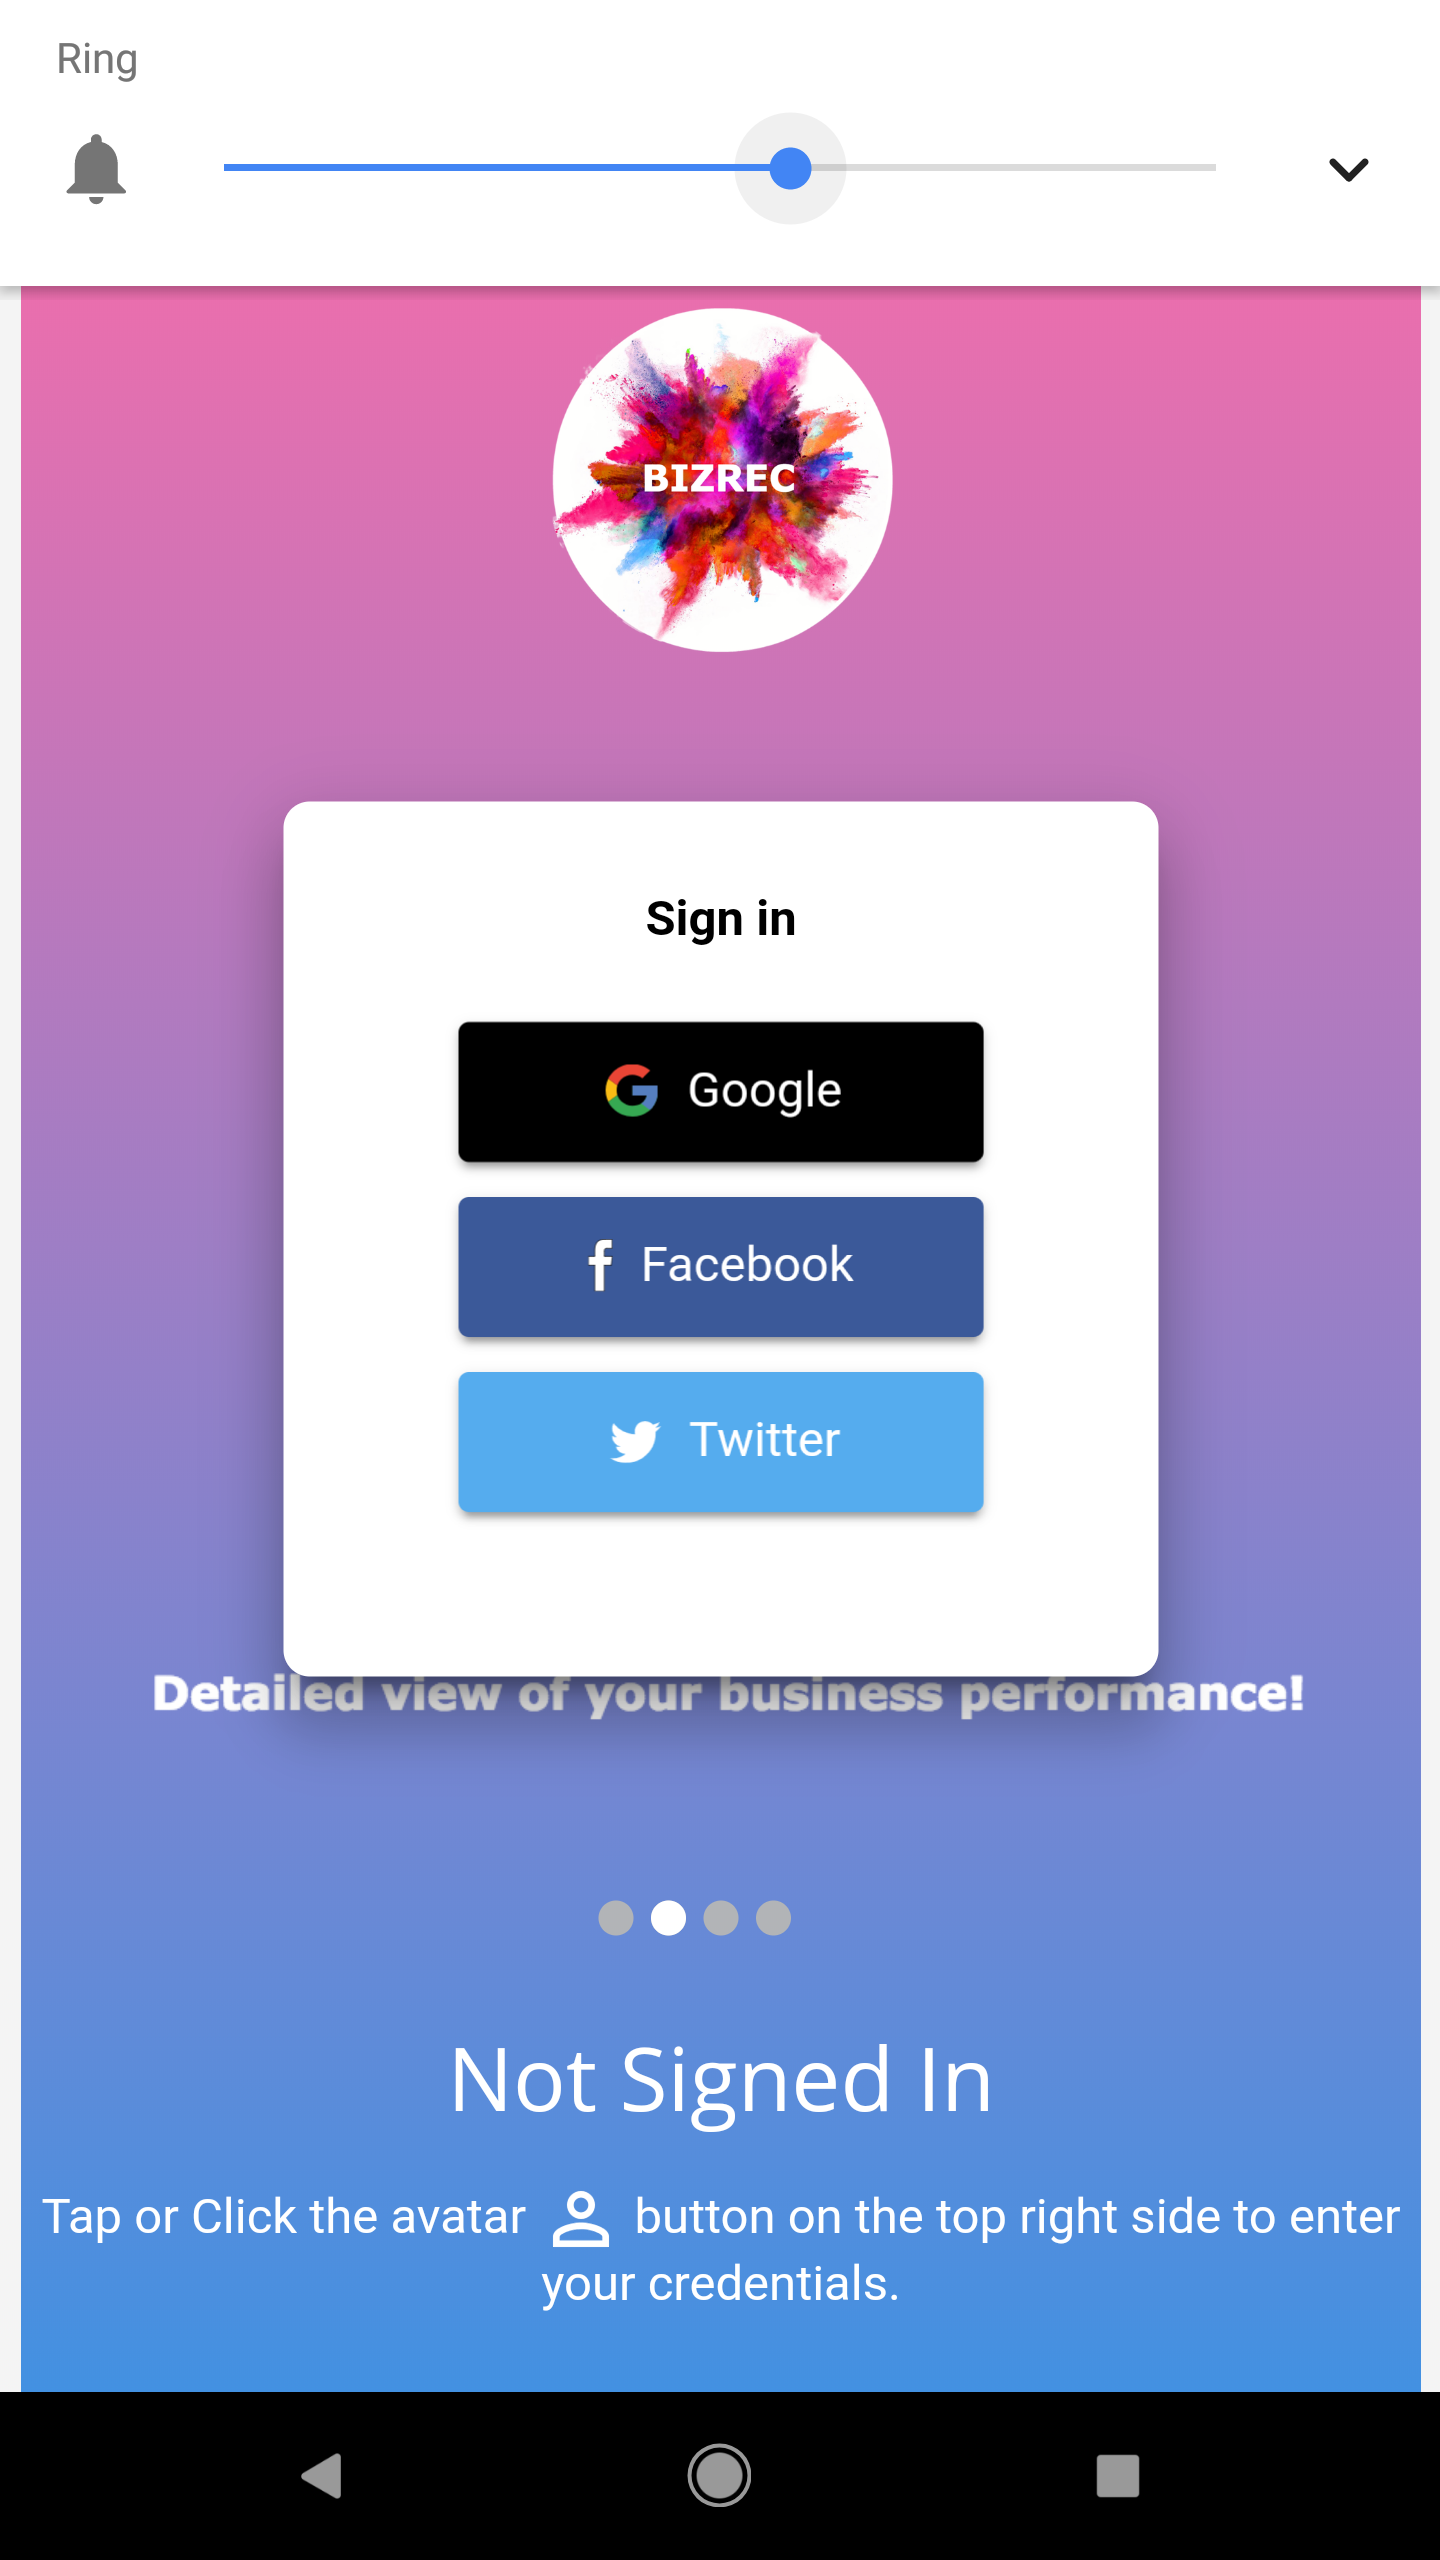 Ring
BIZREC
Sign in
Google
Facebook
Twitter
Detailed view of your business performance!
Not Signed In
Tap or Click the avatar button on the top right side to enter
your credentials.